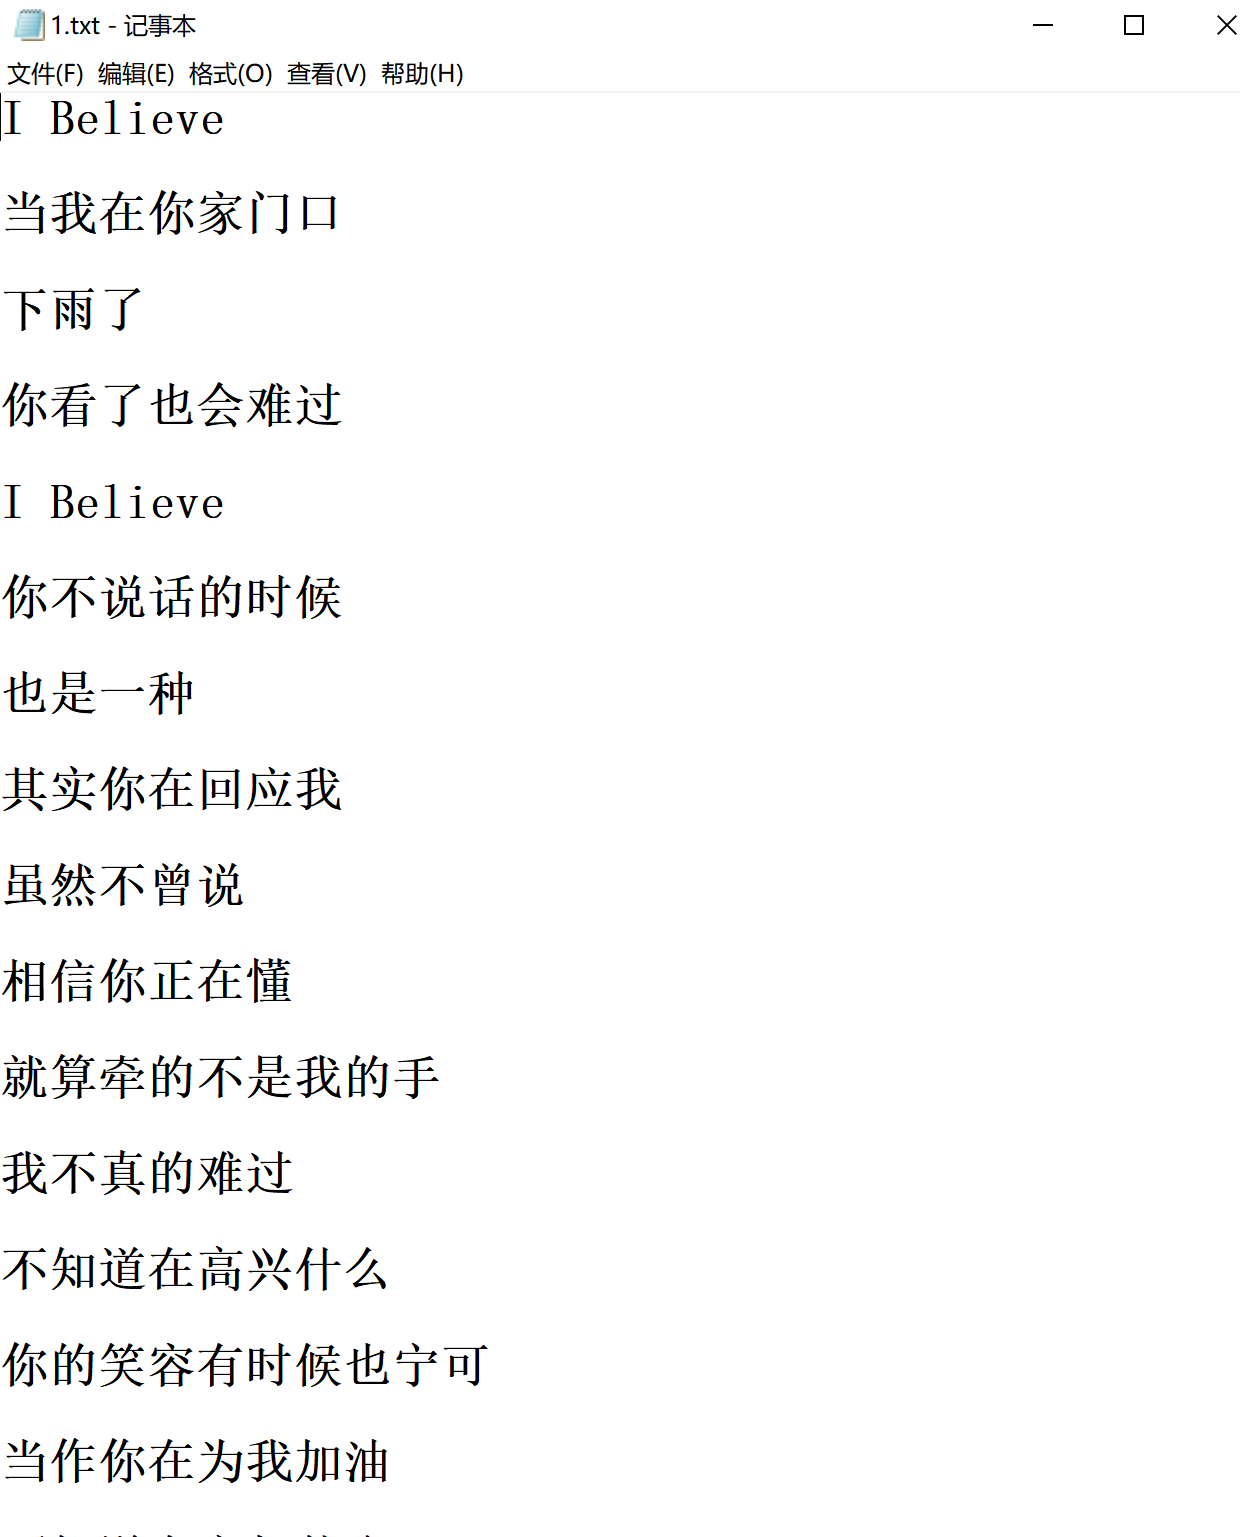 1.txt - 记事本
文件(F) 编辑(E) 格式(O) 查看(V) 帮助(H)
I Believe
当我在你家门口
下雨了
你看了也会难过
I Believe
你不说话的时候
也是一种
其实你在回应我
虽然不曾说
相信你正在懂
就算牵的不是我的手
我不真的难过
不知道在高兴什么
你的笑容有时候也宁可
当作你在为我加油